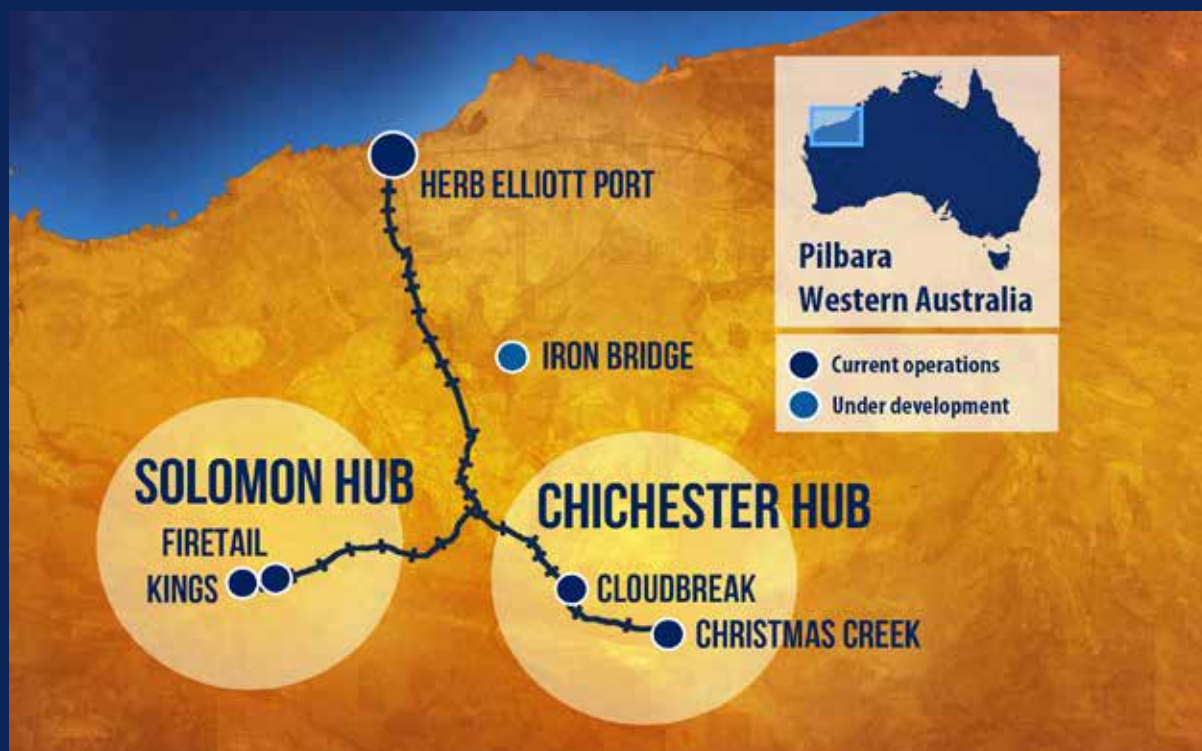 HERB ELLIOTT PORT
IRON BRIDGE
SOLOMON HUB
FIRETAIL
KINGS
CHICHESTER HUB
CLOUDBREAK
CHRISTMAS CREEK
Pilbara
Western Australia
Current operations
Under development